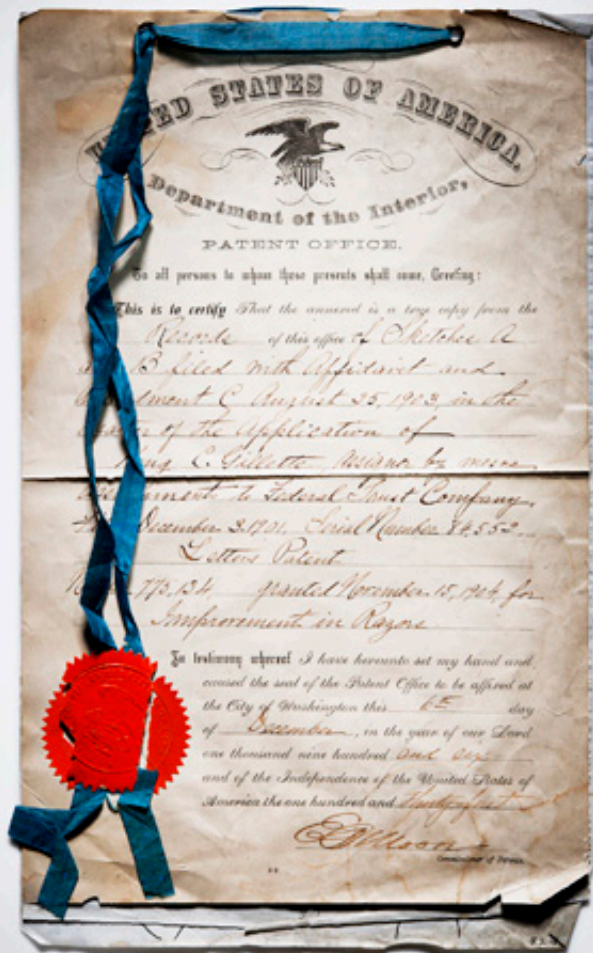 UNITED STATES OF AMERICA,
Department of the Interior,
PATENT OFFICE.
To all persons to whom these presents shall come, Greeting:
This is to certify That the annexed is a true copy from the
Records of this office of Sketches A
B filed with Affidavit and
August 25, 1903, in the
of the Application of
C. Gillette, assignor by mesne
to Federal Trust Company,
December 3, 1901, Serial Number 84,552
Letters Patent
775,134, granted November 15, 1904, for
Improvement in Razors
In testimony whereof I have hereunto set my hand and
caused the seal of the Patent Office to be affixed at
the City of Washington this 6th day
of December, in the year of our Lord
one thousand nine hundred and six
and of the Independence of the United States of
America the one hundred and
Commissioner of Patents.